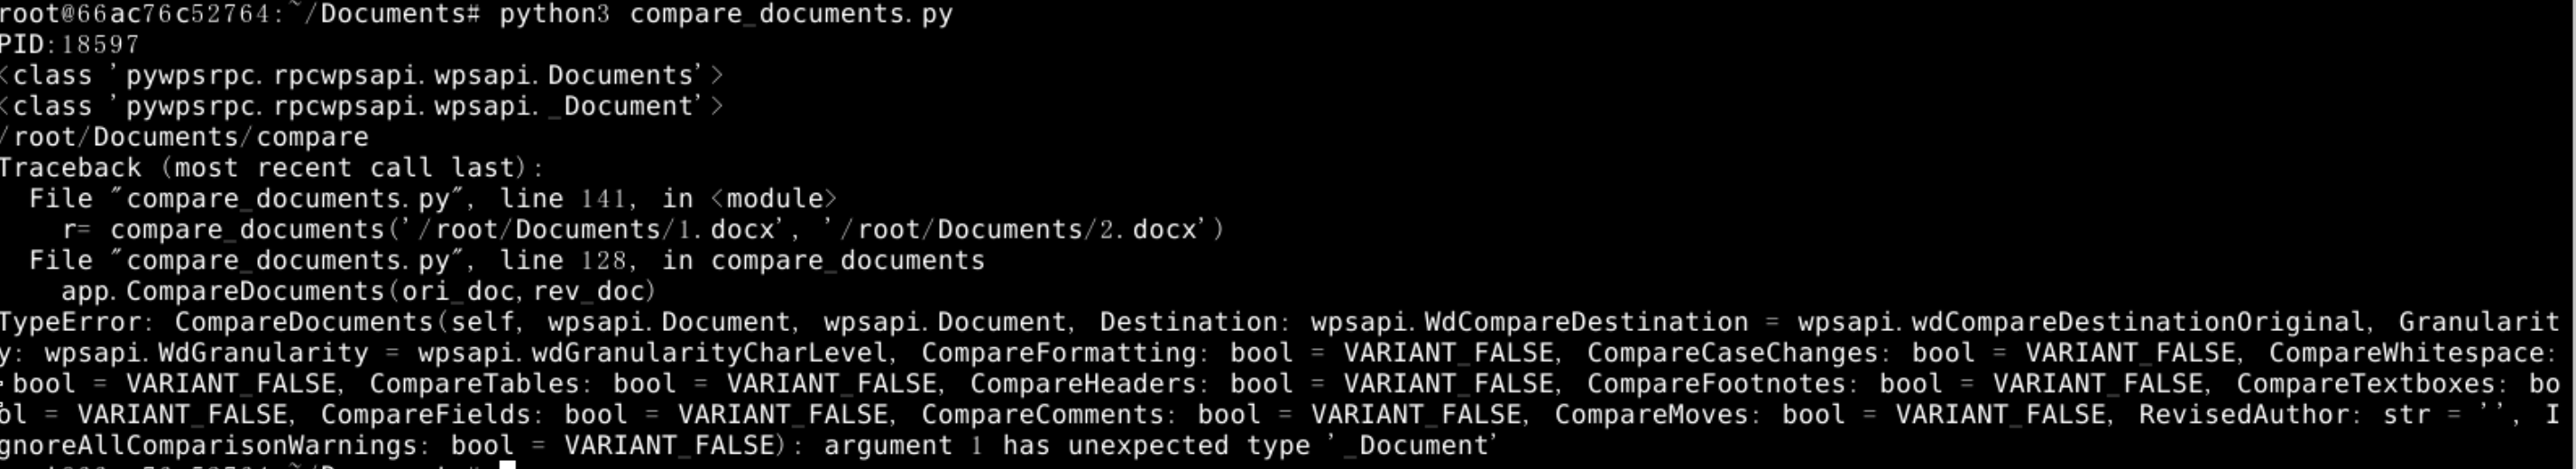 root@66ac76c52764:~/Documents# python3 compare_documents.py
PID:18597
<class 'pywpsrpc.rpcwpsapi.wpsapi.Documents'>
<class 'pywpsrpc.rpcwpsapi.wpsapi._Document'>
/root/Documents/compare
Traceback (most recent call last):
  File "compare_documents.py", line 141, in <module>
    r= compare_documents('/root/Documents/1.docx', '/root/Documents/2.docx')
  File "compare_documents.py", line 128, in compare_documents
    app.CompareDocuments(ori_doc,rev_doc)
TypeError: CompareDocuments(self, wpsapi.Document, wpsapi.Document, Destination: wpsapi.WdCompareDestination = wpsapi.wdCompareDestinationOriginal, Granularit
y: wpsapi.WdGranularity = wpsapi.wdGranularityCharLevel, CompareFormatting: bool = VARIANT_FALSE, CompareCaseChanges: bool = VARIANT_FALSE, CompareWhitespace:
 bool = VARIANT_FALSE, CompareTables: bool = VARIANT_FALSE, CompareHeaders: bool = VARIANT_FALSE, CompareFootnotes: bool = VARIANT_FALSE, CompareTextboxes: bo
ol = VARIANT_FALSE, CompareFields: bool = VARIANT_FALSE, CompareComments: bool = VARIANT_FALSE, CompareMoves: bool = VARIANT_FALSE, RevisedAuthor: str = '', I
gnoreAllComparisonWarnings: bool = VARIANT_FALSE): argument 1 has unexpected type '_Document'